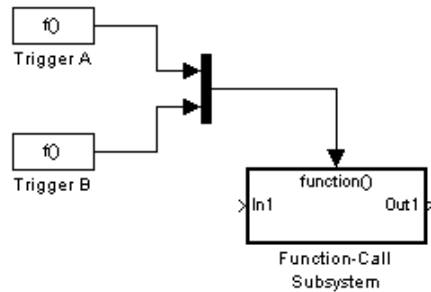 f()
Trigger A
f()
Trigger B
function()
In1
Out1
Function-Call
Subsystem